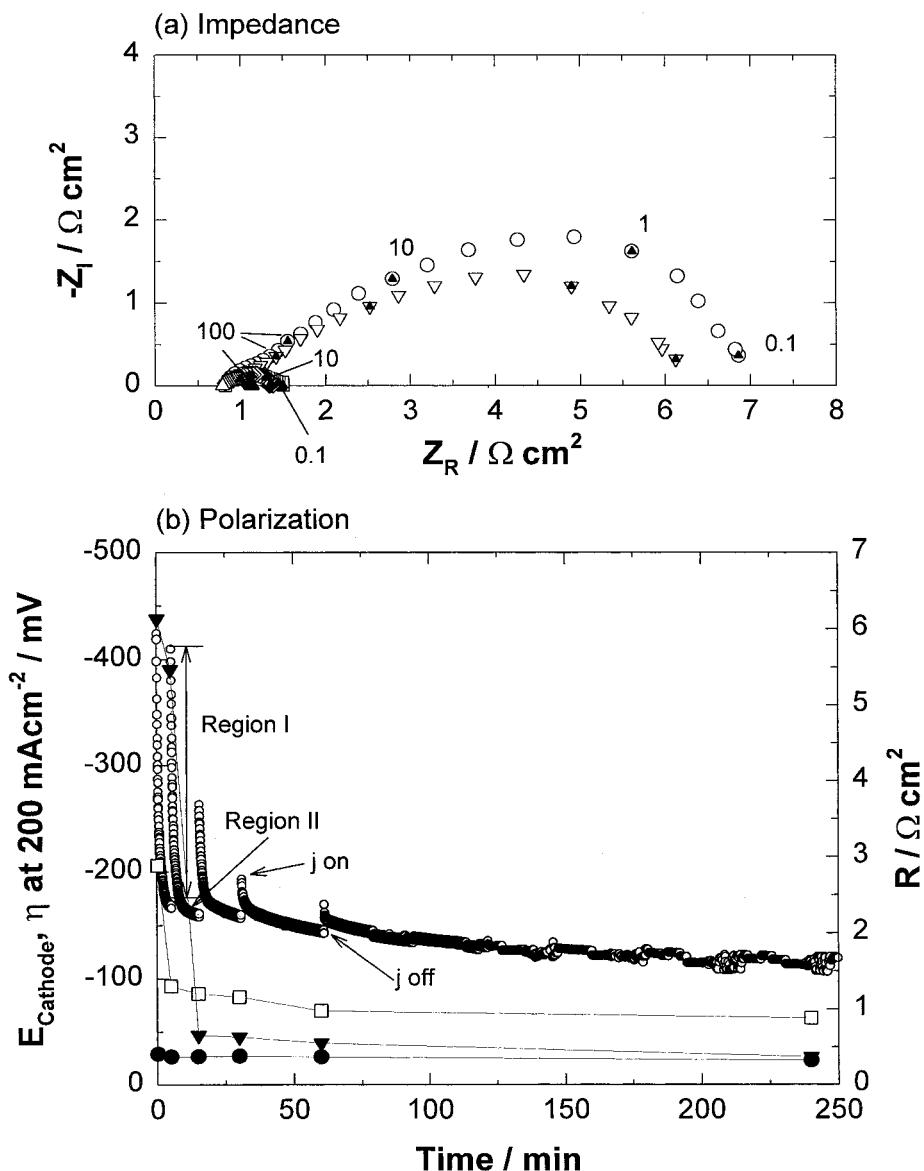 (a) Impedance
4
3
2
1
0
-Z_I / Ω cm²
100
10
1
0.1
10
0.1
0 1 2 3 4 5 6 7 8
Z_R / Ω cm²
(b) Polarization
-500
-400
-300
-200
-100
0
E_Cathode, η at 200 mAcm⁻² / mV
Region I
Region II
j on
j off
7
6
5
4
3
2
1
0
R / Ω cm²
0 50 100 150 200 250
Time / min